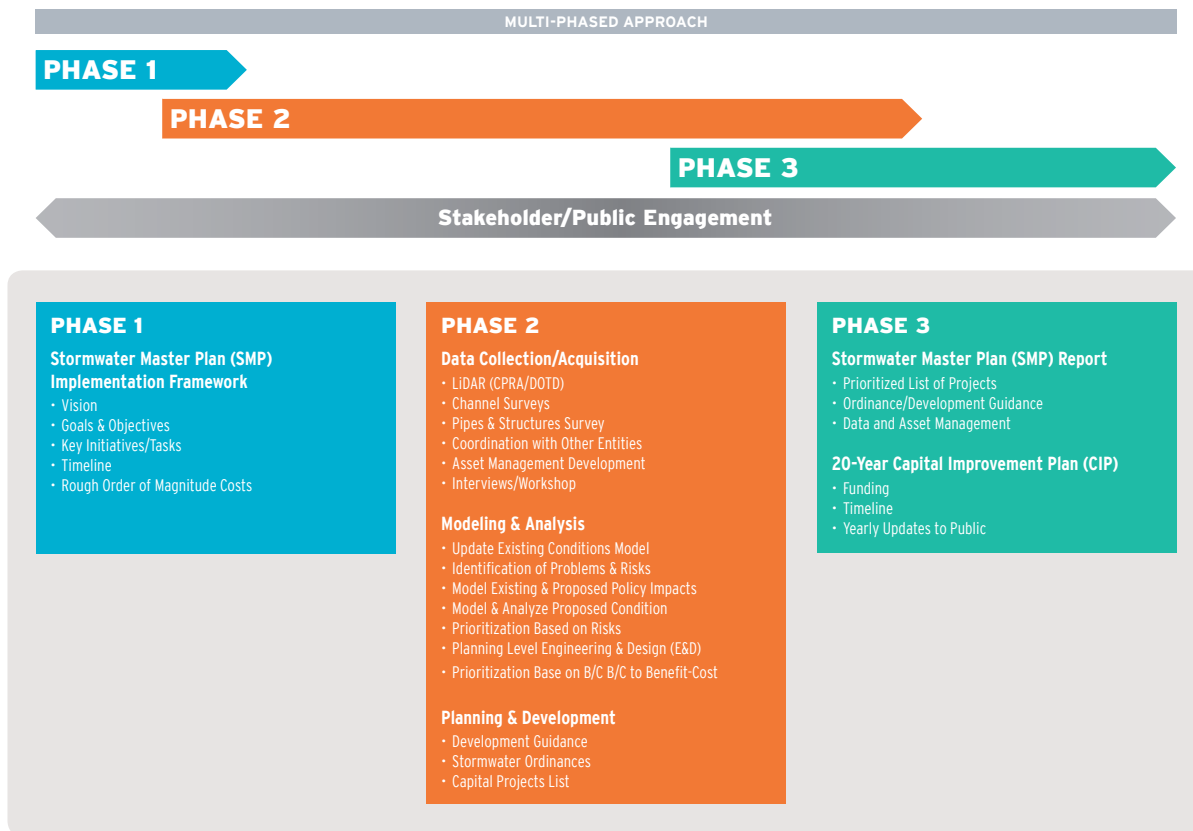 MULTI-PHASED APPROACH
PHASE 1
PHASE 2
PHASE 3
Stakeholder/Public Engagement
PHASE 1
Stormwater Master Plan (SMP)
Implementation Framework
· Vision
· Goals & Objectives
· Key Initiatives/Tasks
· Timeline
· Rough Order of Magnitude Costs
PHASE 2
Data Collection/Acquisition
· LiDAR (CPRA/DOTD)
· Channel Surveys
· Pipes & Structures Survey
· Coordination with Other Entities
· Asset Management Development
· Interviews/Workshop
Modeling & Analysis
· Update Existing Conditions Model
· Identification of Problems & Risks
· Model Existing & Proposed Policy Impacts
· Model & Analyze Proposed Condition
· Prioritization Based on Risks
· Planning Level Engineering & Design (E&D)
· Prioritization Base on B/C B/C to Benefit-Cost
Planning & Development
· Development Guidance
· Stormwater Ordinances
· Capital Projects List
PHASE 3
Stormwater Master Plan (SMP) Report
· Prioritized List of Projects
· Ordinance/Development Guidance
· Data and Asset Management
20-Year Capital Improvement Plan (CIP)
· Funding
· Timeline
· Yearly Updates to Public